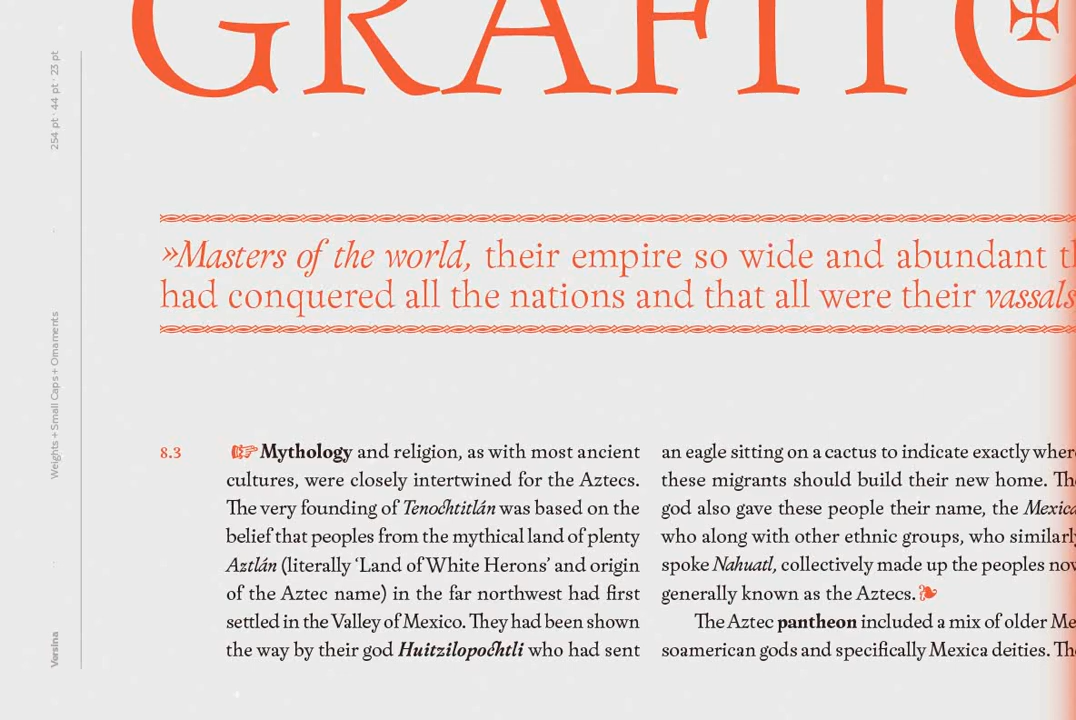 GRAFITO
»Masters of the world, their empire so wide and abundant
had conquered all the nations and that all were their vassals
8.3
Mythology and religion, as with most ancient
cultures, were closely intertwined for the Aztecs.
The very founding of Tenochtitlán was based on the
belief that peoples from the mythical land of plenty
Aztlán (literally ‘Land of White Herons’ and origin
of the Aztec name) in the far northwest had first
settled in the Valley of Mexico. They had been shown
the way by their god Huitzilopochtli who had sent
an eagle sitting on a cactus to indicate exactly where
these migrants should build their new home. The
god also gave these people their name, the Mexica
who along with other ethnic groups, who similarly
spoke Nahuatl, collectively made up the peoples now
generally known as the Aztecs.
The Aztec pantheon included a mix of older Me
soamerican gods and specifically Mexica deities. The
254 pt · 44 pt · 23 pt
Weights + Small Caps + Ornaments
Versina